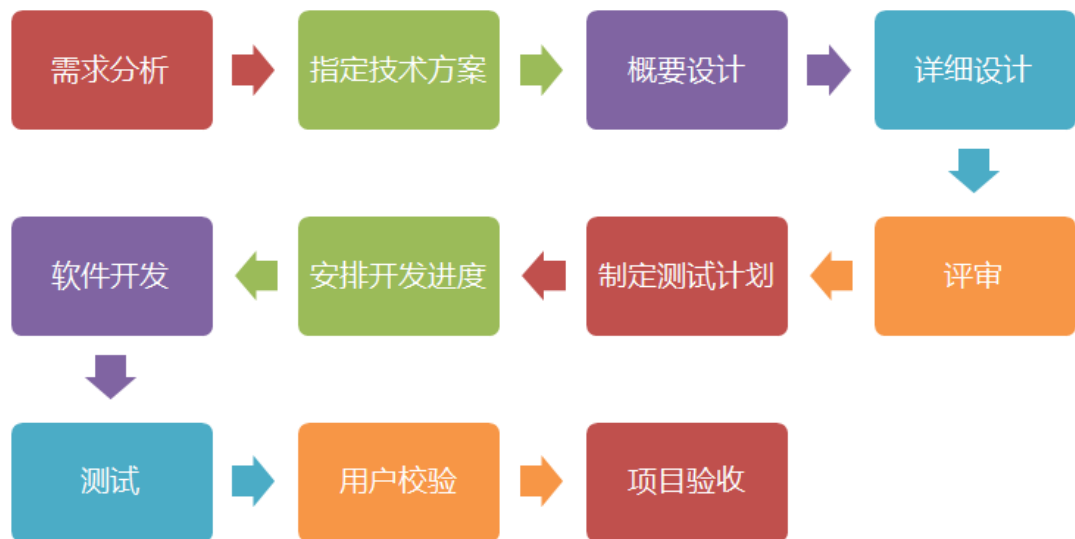 需求分析
指定技术方案
概要设计
详细设计
评审
制定测试计划
安排开发进度
软件开发
测试
用户校验
项目验收